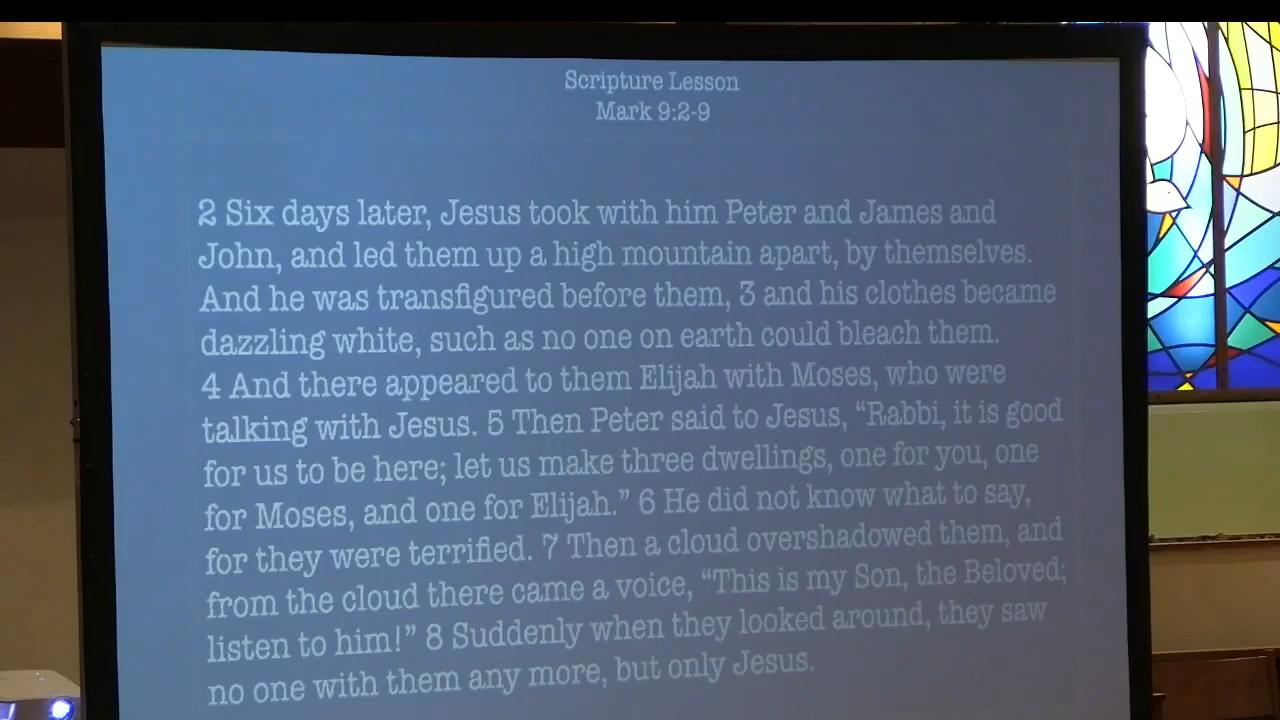 Scripture Lesson
Mark 9:2-9
2 Six days later, Jesus took with him Peter and James and
John, and led them up a high mountain apart, by themselves.
And he was transfigured before them, 3 and his clothes became
dazzling white, such as no one on earth could bleach them.
4 And there appeared to them Elijah with Moses, who were
talking with Jesus. 5 Then Peter said to Jesus, “Rabbi, it is good
for us to be here; let us make three dwellings, one for you, one
for Moses, and one for Elijah.” 6 He did not know what to say,
for they were terrified. 7 Then a cloud overshadowed them, and
from the cloud there came a voice, “This is my Son, the Beloved;
listen to him!” 8 Suddenly when they looked around, they saw
no one with them any more, but only Jesus.